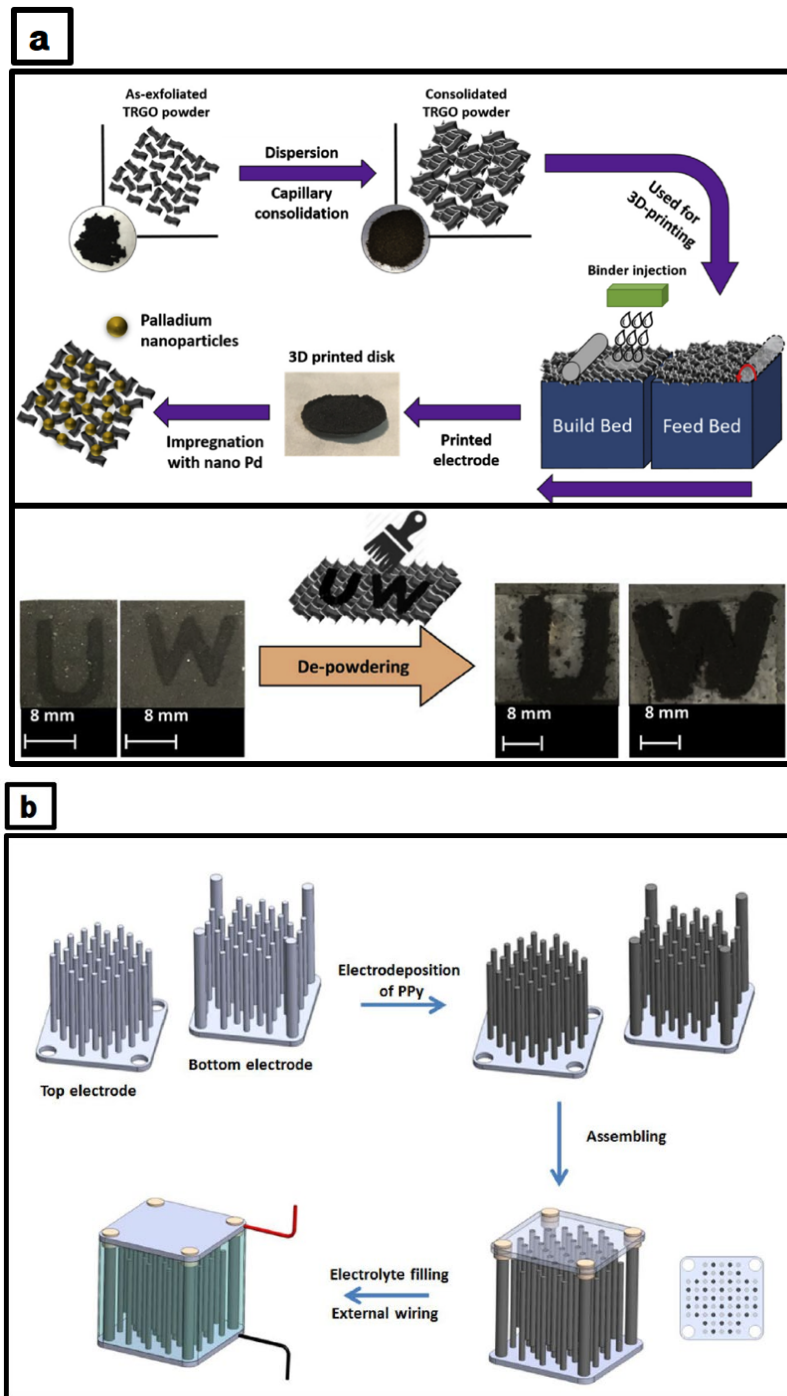 a
As-exfoliated
TRGO powder
Dispersion
Capillary
consolidation
Consolidated
TRGO powder
Used for
3D-printing
Binder injection
Build Bed
Feed Bed
Printed
electrode
3D printed disk
Impregnation
with nano Pd
Palladium
nanoparticles
U
W
8 mm
8 mm
UW
De-powdering
U
W
8 mm
8 mm
b
Top electrode
Bottom electrode
Electrodeposition
of PPy
Assembling
Electrolyte filling
External wiring